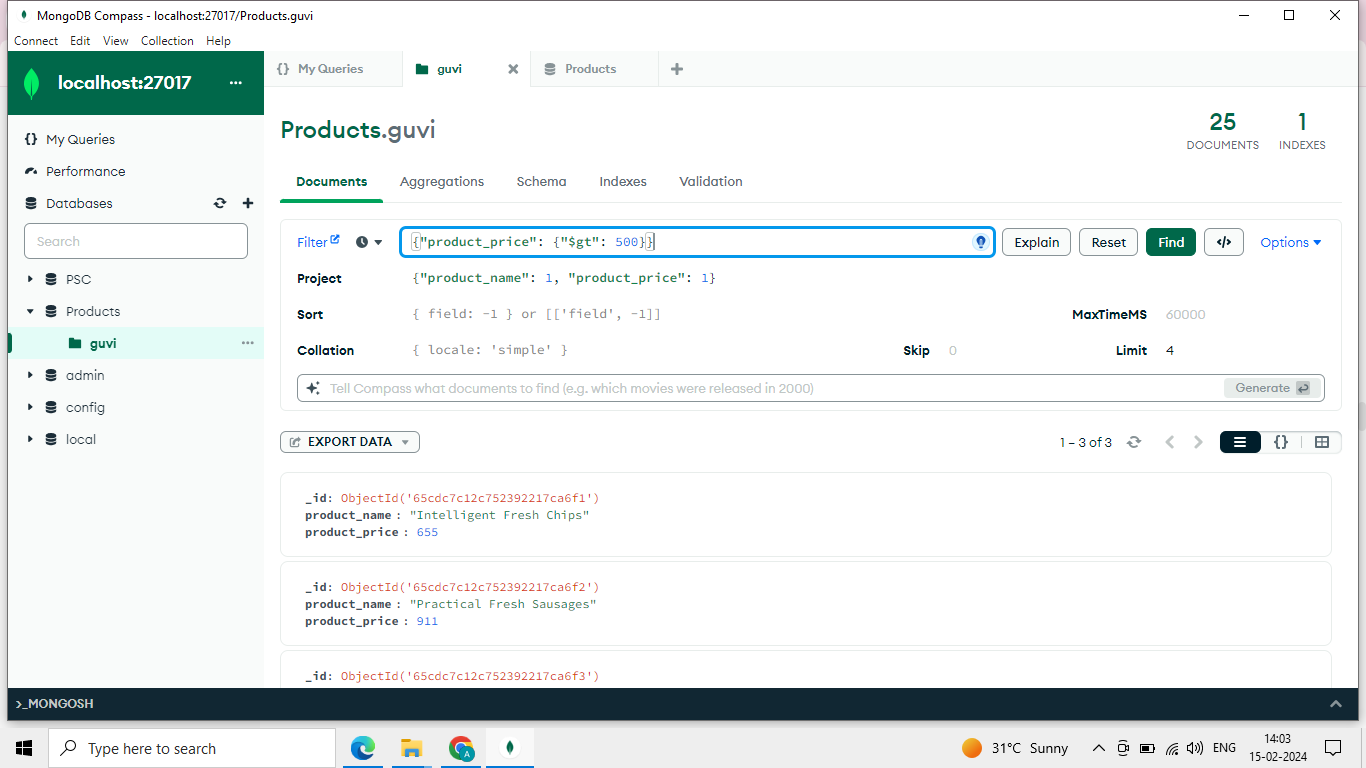 MongoDB Compass - localhost:27017/Products.guvi
Connect Edit View Collection Help
localhost:27017 ...
My Queries
Performance
Databases
Search
PSC
Products
guvi ...
admin
config
local
{} My Queries
guvi
Products
Products.guvi
25
DOCUMENTS
1
INDEXES
Documents Aggregations Schema Indexes Validation
Filter {"product_price": {"$gt": 500}} Explain Reset Find </> Options
Project {"product_name": 1, "product_price": 1}
Sort { field: -1 } or [['field', -1]] MaxTimeMS 60000
Collation { locale: 'simple' } Skip 0 Limit 4
Tell Compass what documents to find (e.g. which movies were released in 2000) Generate
EXPORT DATA 1 – 3 of 3 {}
_id: ObjectId('65cdc7c12c752392217ca6f1')
product_name : "Intelligent Fresh Chips"
product_price : 655
_id: ObjectId('65cdc7c12c752392217ca6f2')
product_name : "Practical Fresh Sausages"
product_price : 911
_id: ObjectId('65cdc7c12c752392217ca6f3')
>_MONGOSH
Type here to search
A
31°C Sunny
ENG
14:03
15-02-2024